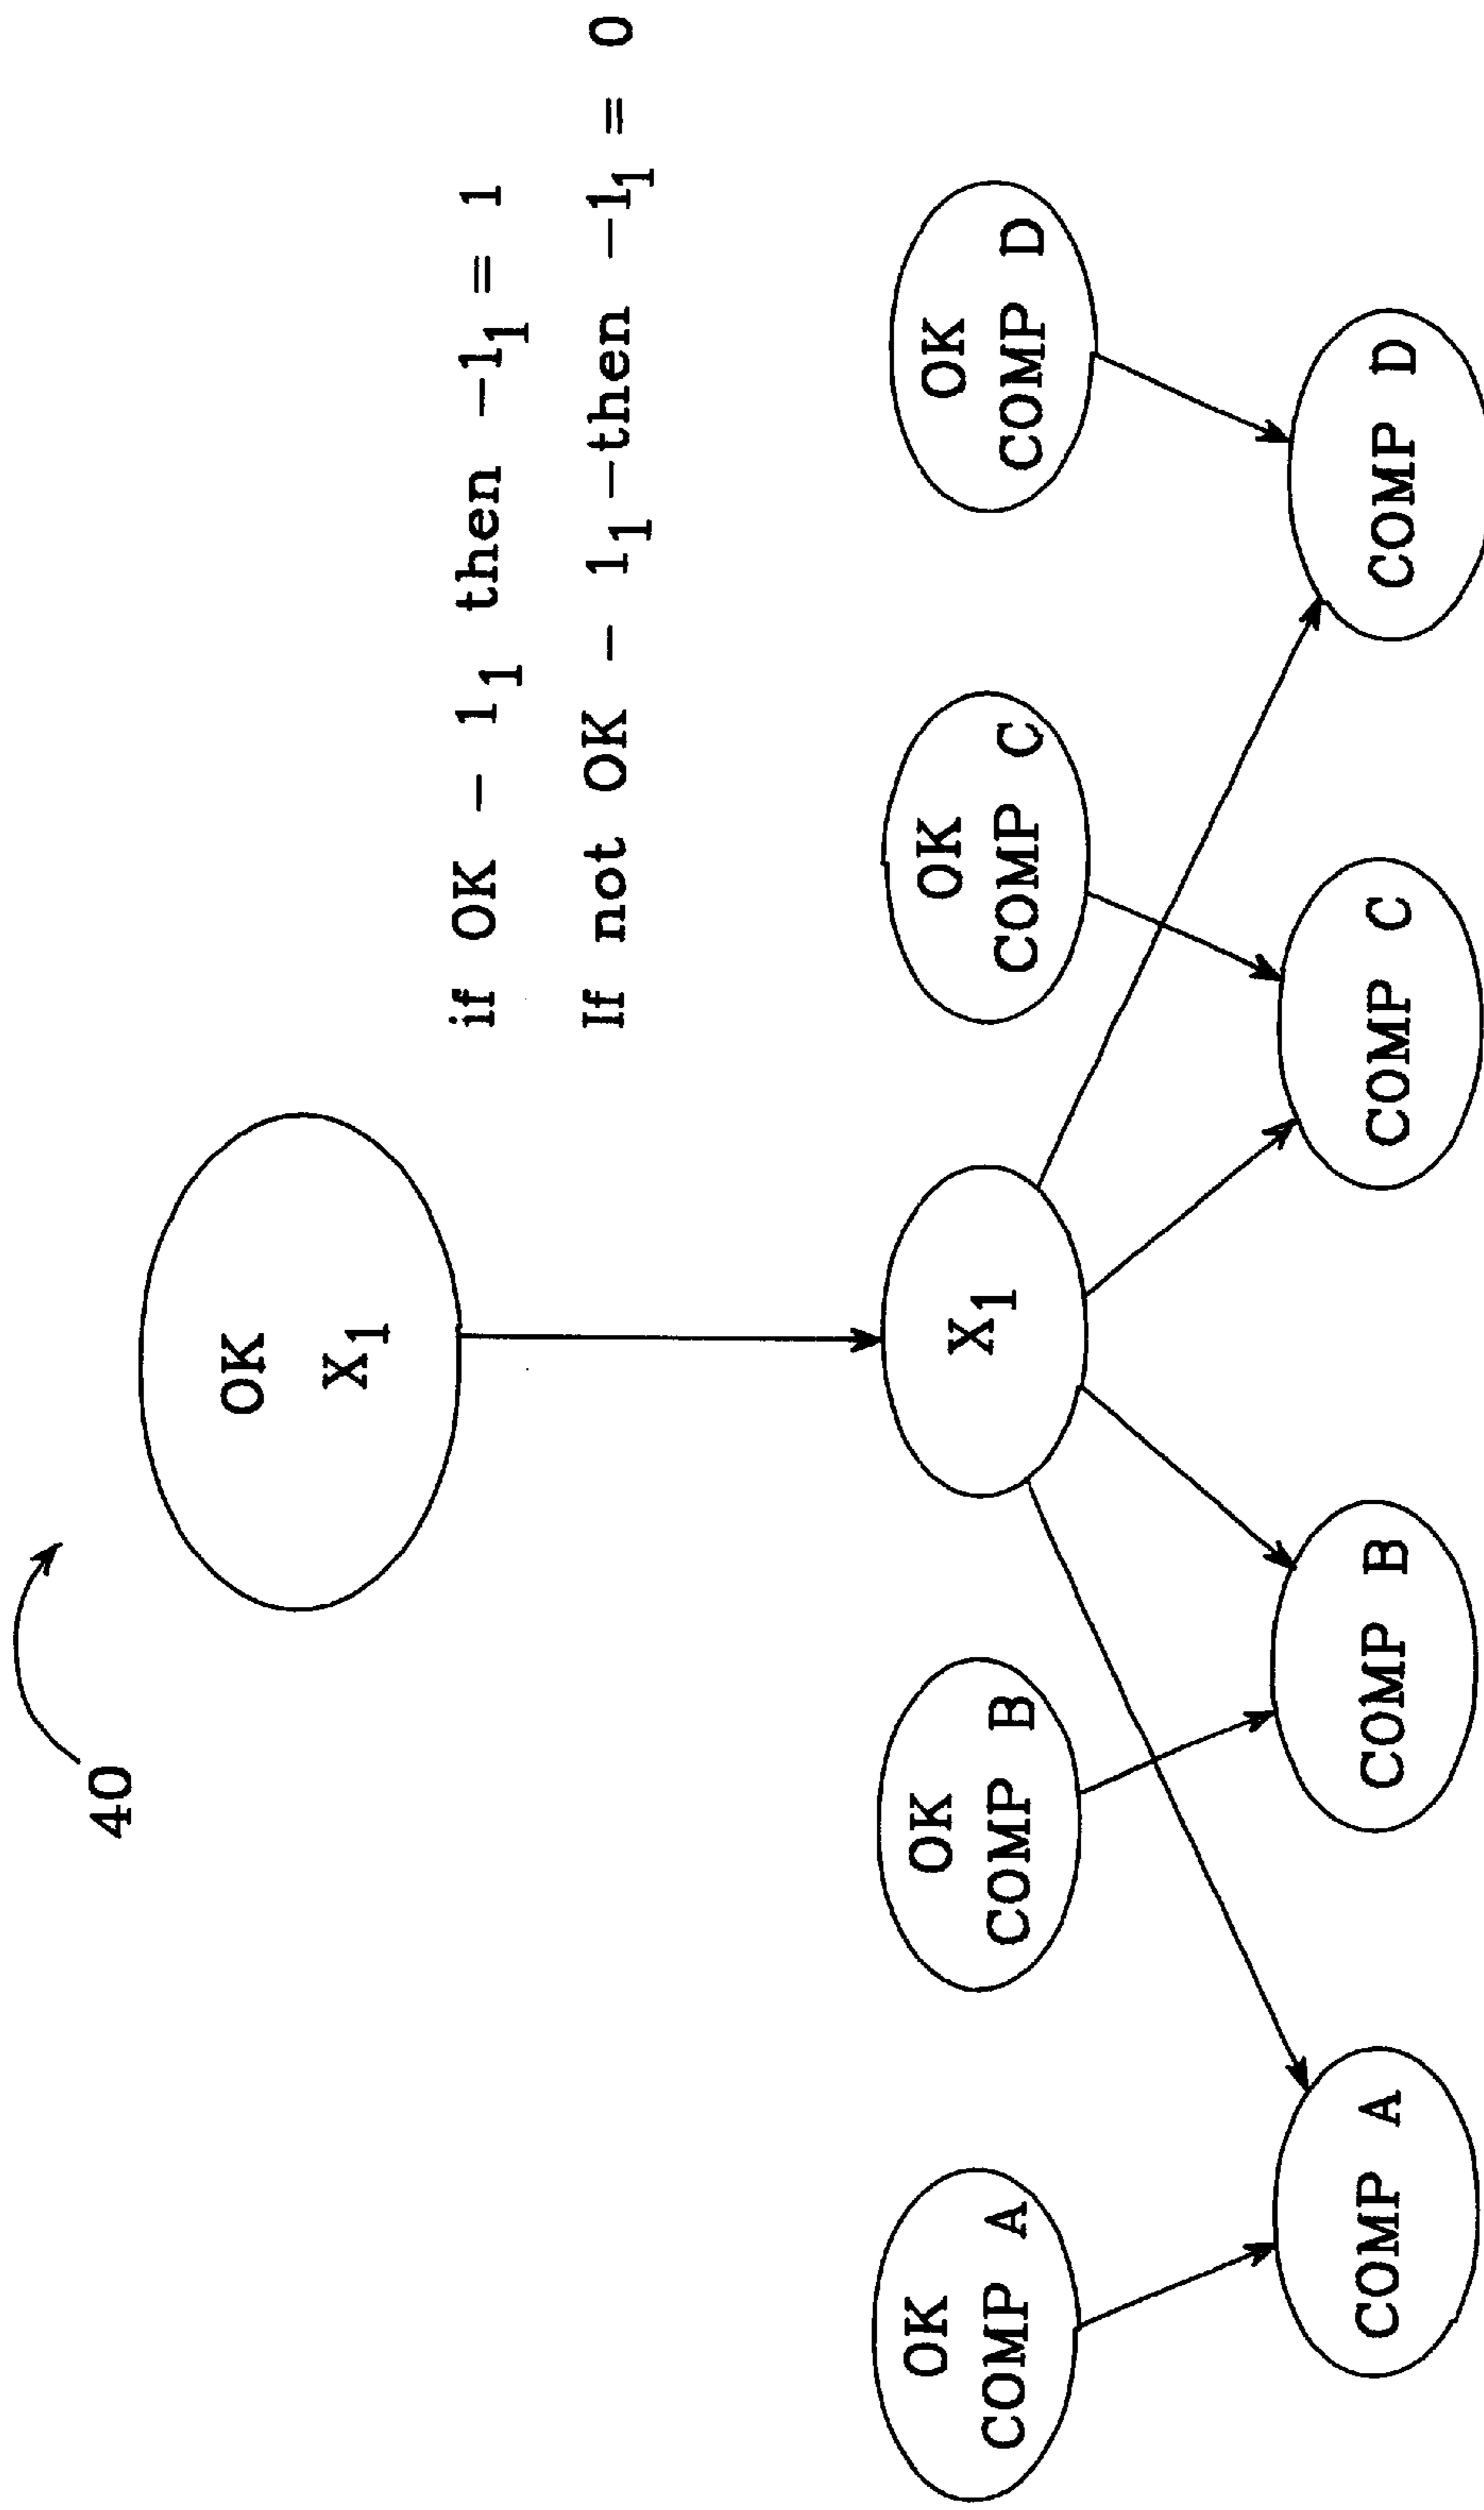 40
OK
X1
if OK - 11 then -11= 1
If not OK - 11-then -11= 0
OK
COMP A
OK
COMP B
X1
OK
COMP C
OK
COMP D
COMP A
COMP B
COMP C
COMP D